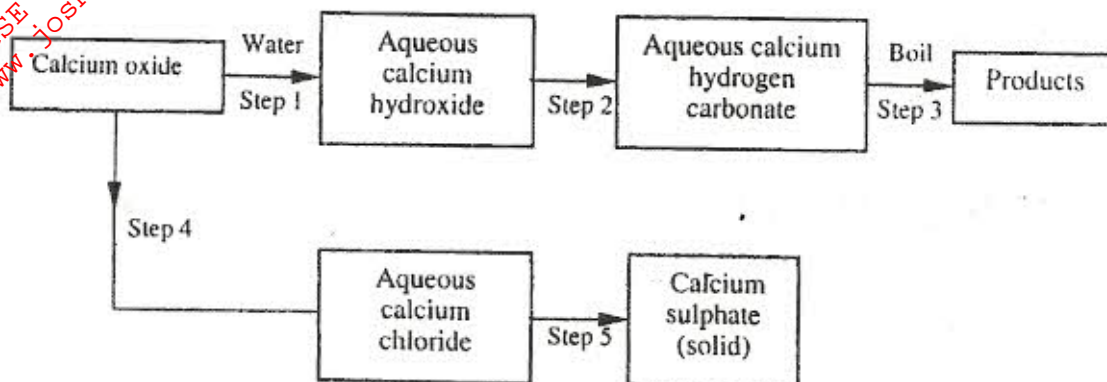 Calcium oxide
Water
Step 1
Aqueous
calcium
hydroxide
Step 2
Aqueous calcium
hydrogen
carbonate
Boil
Step 3
Products
Step 4
Aqueous
calcium
chloride
Step 5
Calcium
sulphate
(solid)